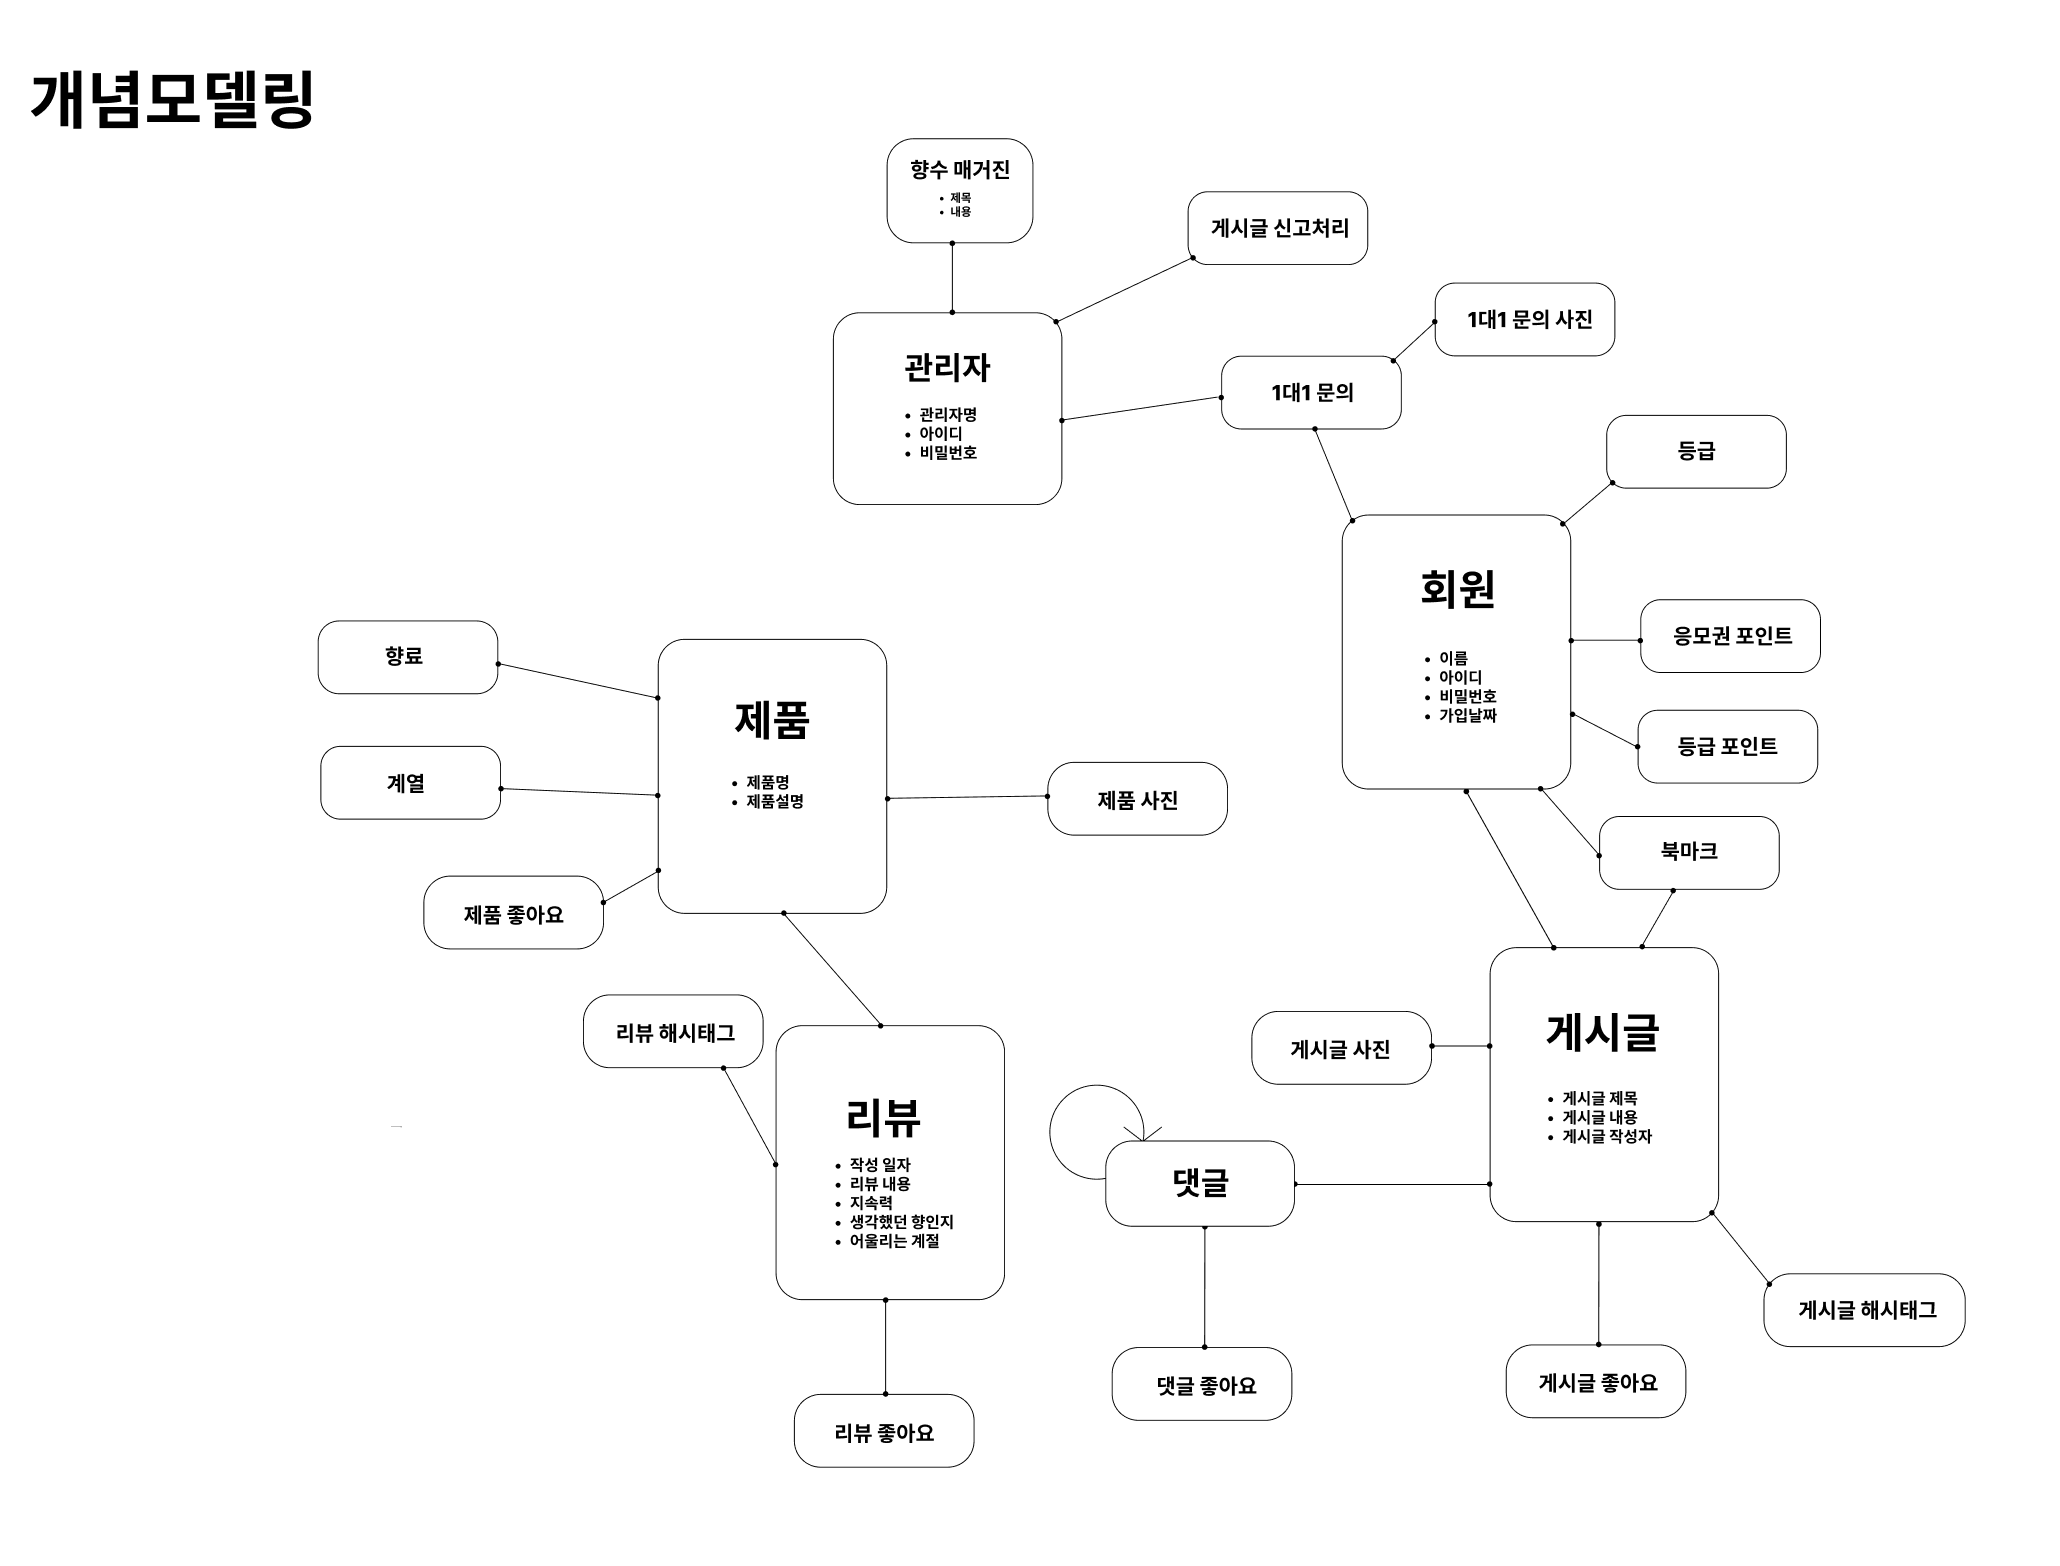 개념모델링
향수 매거진
• 제목
• 내용
게시글 신고처리
1대1 문의 사진
관리자
• 관리자명
• 아이디
• 비밀번호
1대1 문의
등급
회원
• 이름
• 아이디
• 비밀번호
• 가입날짜
응모권 포인트
등급 포인트
북마크
향료
계열
제품 좋아요
제품
• 제품명
• 제품설명
제품 사진
리뷰 해시태그
리뷰
• 작성 일자
• 리뷰 내용
• 지속력
• 생각했던 향인지
• 어울리는 계절
리뷰 좋아요
게시글 사진
게시글
• 게시글 제목
• 게시글 내용
• 게시글 작성자
댓글
댓글 좋아요
게시글 좋아요
게시글 해시태그